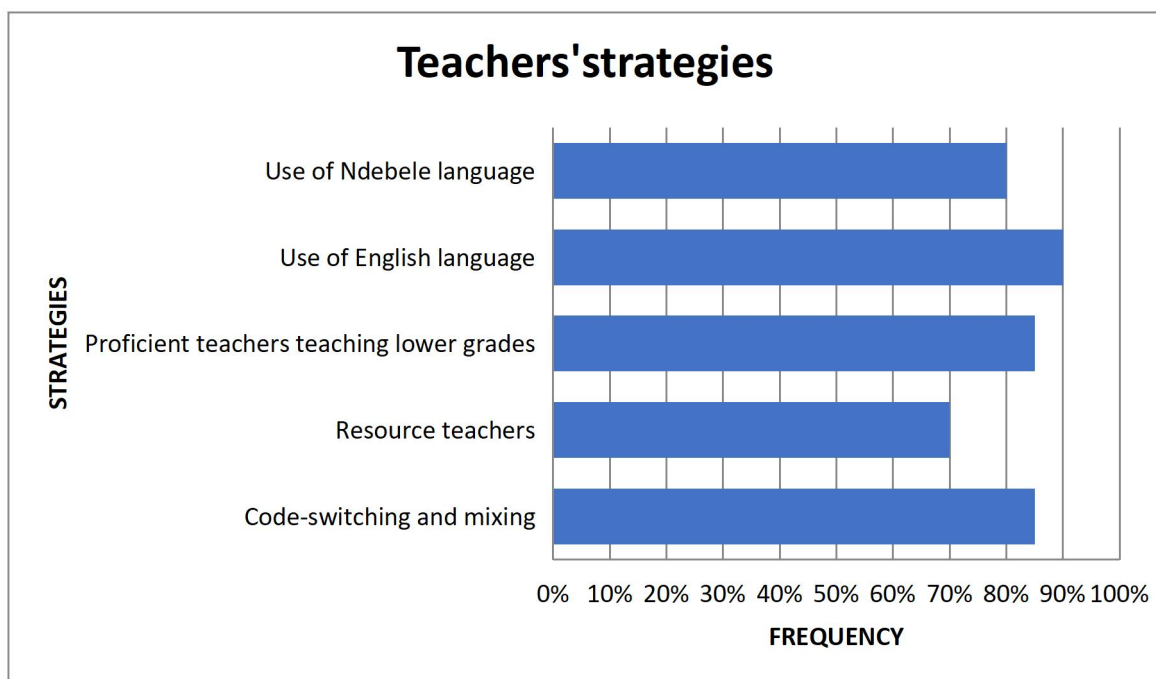 Teachers'strategies
Use of Ndebele language
Use of English language
Proficient teachers teaching lower grades
Resource teachers
Code-switching and mixing
STRATEGIES
0% 10% 20% 30% 40% 50% 60% 70% 80% 90% 100%
FREQUENCY